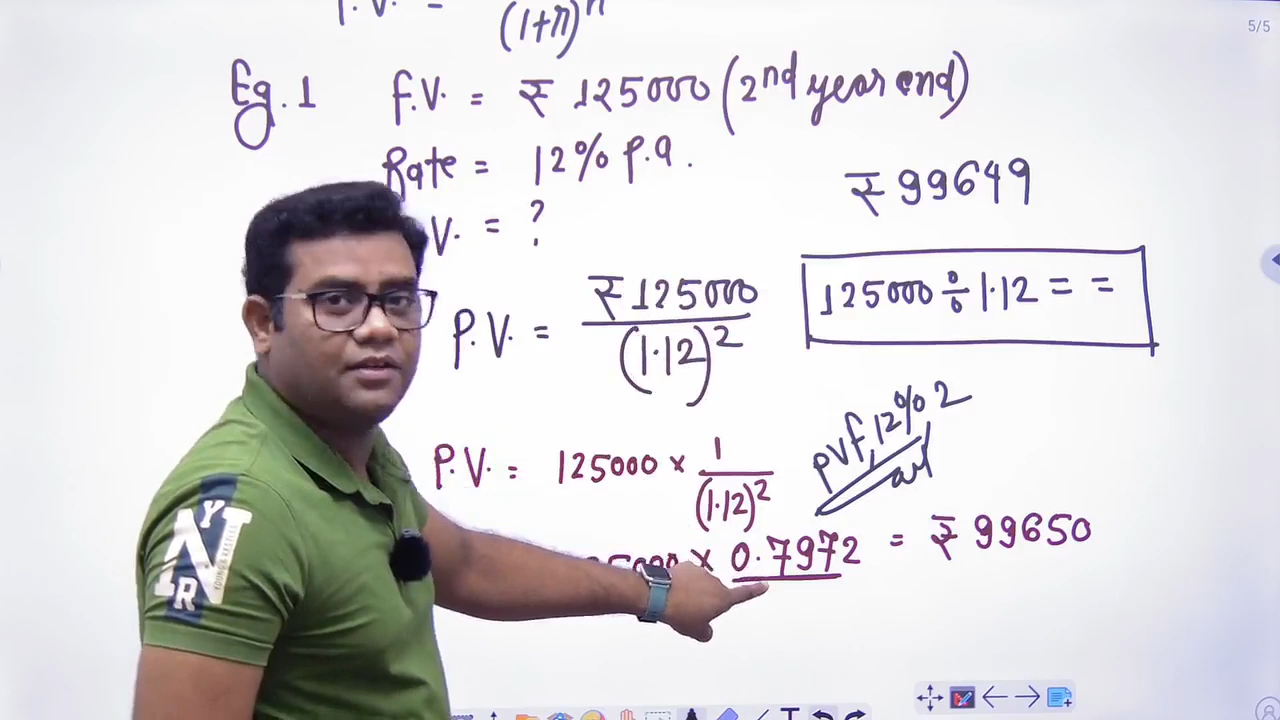 P.V. = (1+r)^n
5/5
Eg. 1 F.V. = ₹ 125000 (2nd year end)
Rate = 12% p.a.
₹ 99649
V. = ?
125000 ÷ 1.12 = =
P.V. = ₹ 125000 / (1.12)²
PVF, 12% 2
P.V. = 125000 × 1 / (1.12)²
× 0.7972 = ₹ 99650
NY
R
T